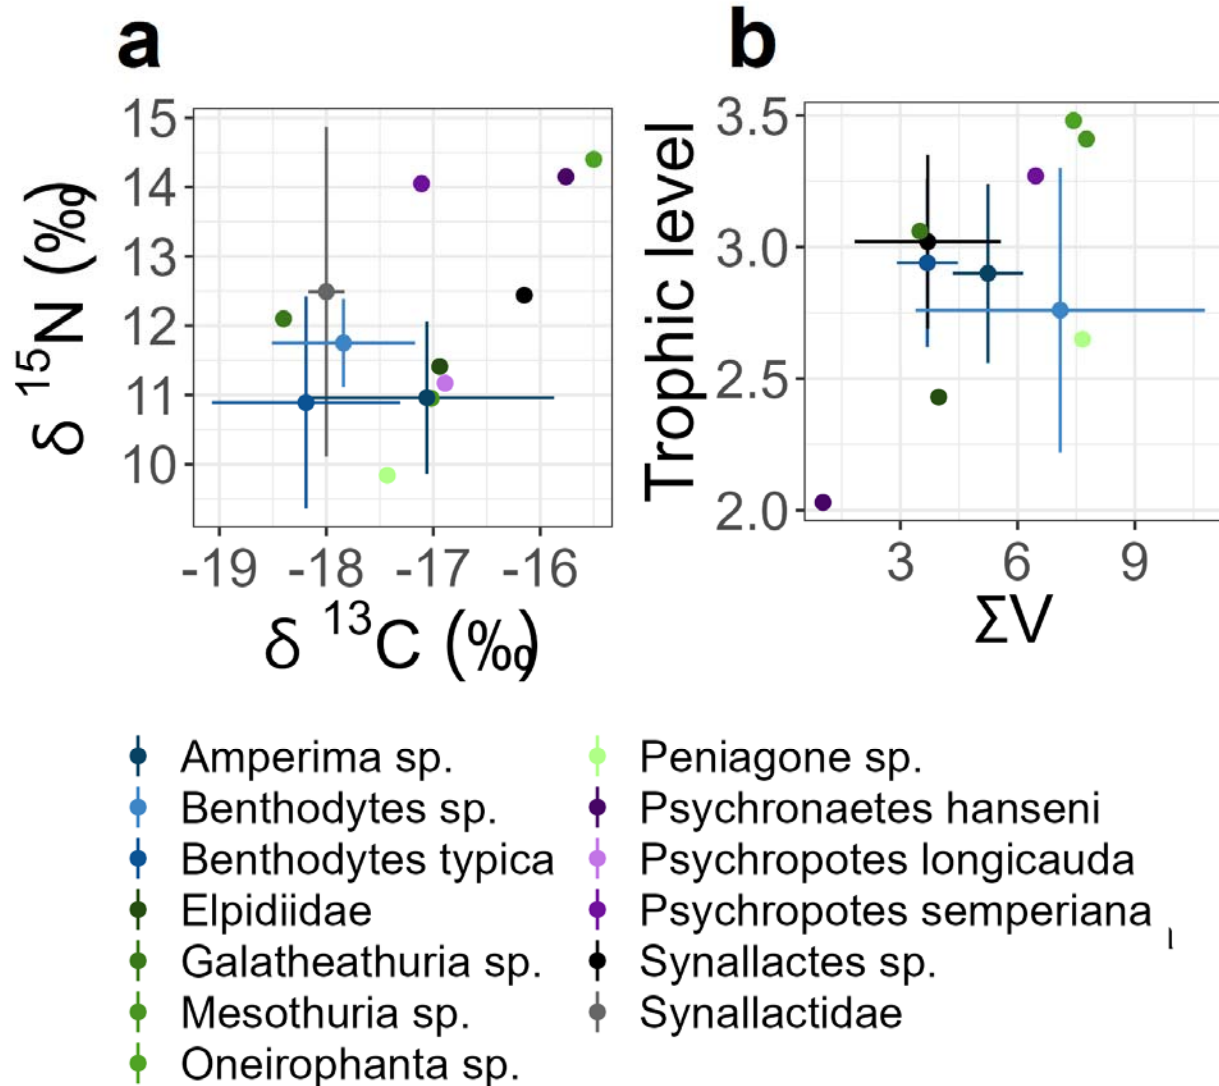 a
b
15
14
13
12
11
10
δ 15N (‰)
-19 -18 -17 -16
δ 13C (‰)
3.5
3.0
2.5
2.0
Trophic level
3 6 9
ΣV
Amperima sp.
Benthodytes sp.
Benthodytes typica
Elpidiidae
Galatheathuria sp.
Mesothuria sp.
Oneirophanta sp.
Peniagone sp.
Psychronaetes hanseni
Psychropotes longicauda
Psychropotes semperiana
Synallactes sp.
Synallactidae